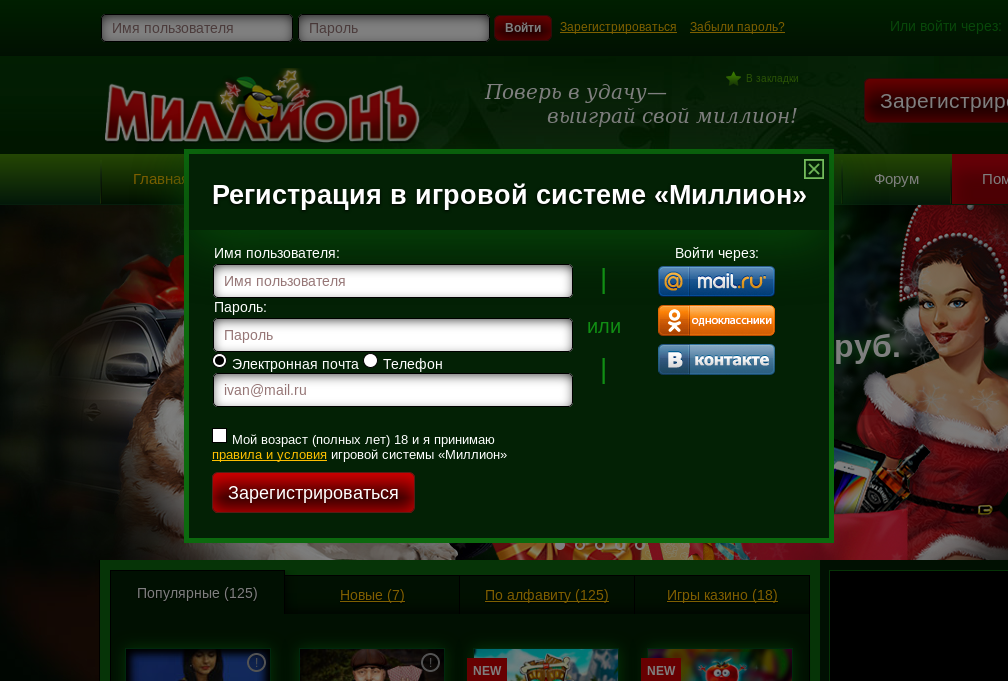 Имя пользователя Пароль Войти Зарегистрироваться Забыли пароль? Или войти через:
МиллионЪ
Поверь в удачу—
выиграй свой миллион!
В закладки
Зарегистриро
Главная Форум Пом
Регистрация в игровой системе «Миллион»
Имя пользователя:
Имя пользователя
Пароль:
Пароль
Электронная почта Телефон
ivan@mail.ru
Мой возраст (полных лет) 18 и я принимаю
правила и условия игровой системы «Миллион»
Зарегистрироваться
или
Войти через:
@mail.ru
одноклассники
В контакте
руб.
Популярные (125) Новые (7) По алфавиту (125) Игры казино (18)
! ! NEW NEW